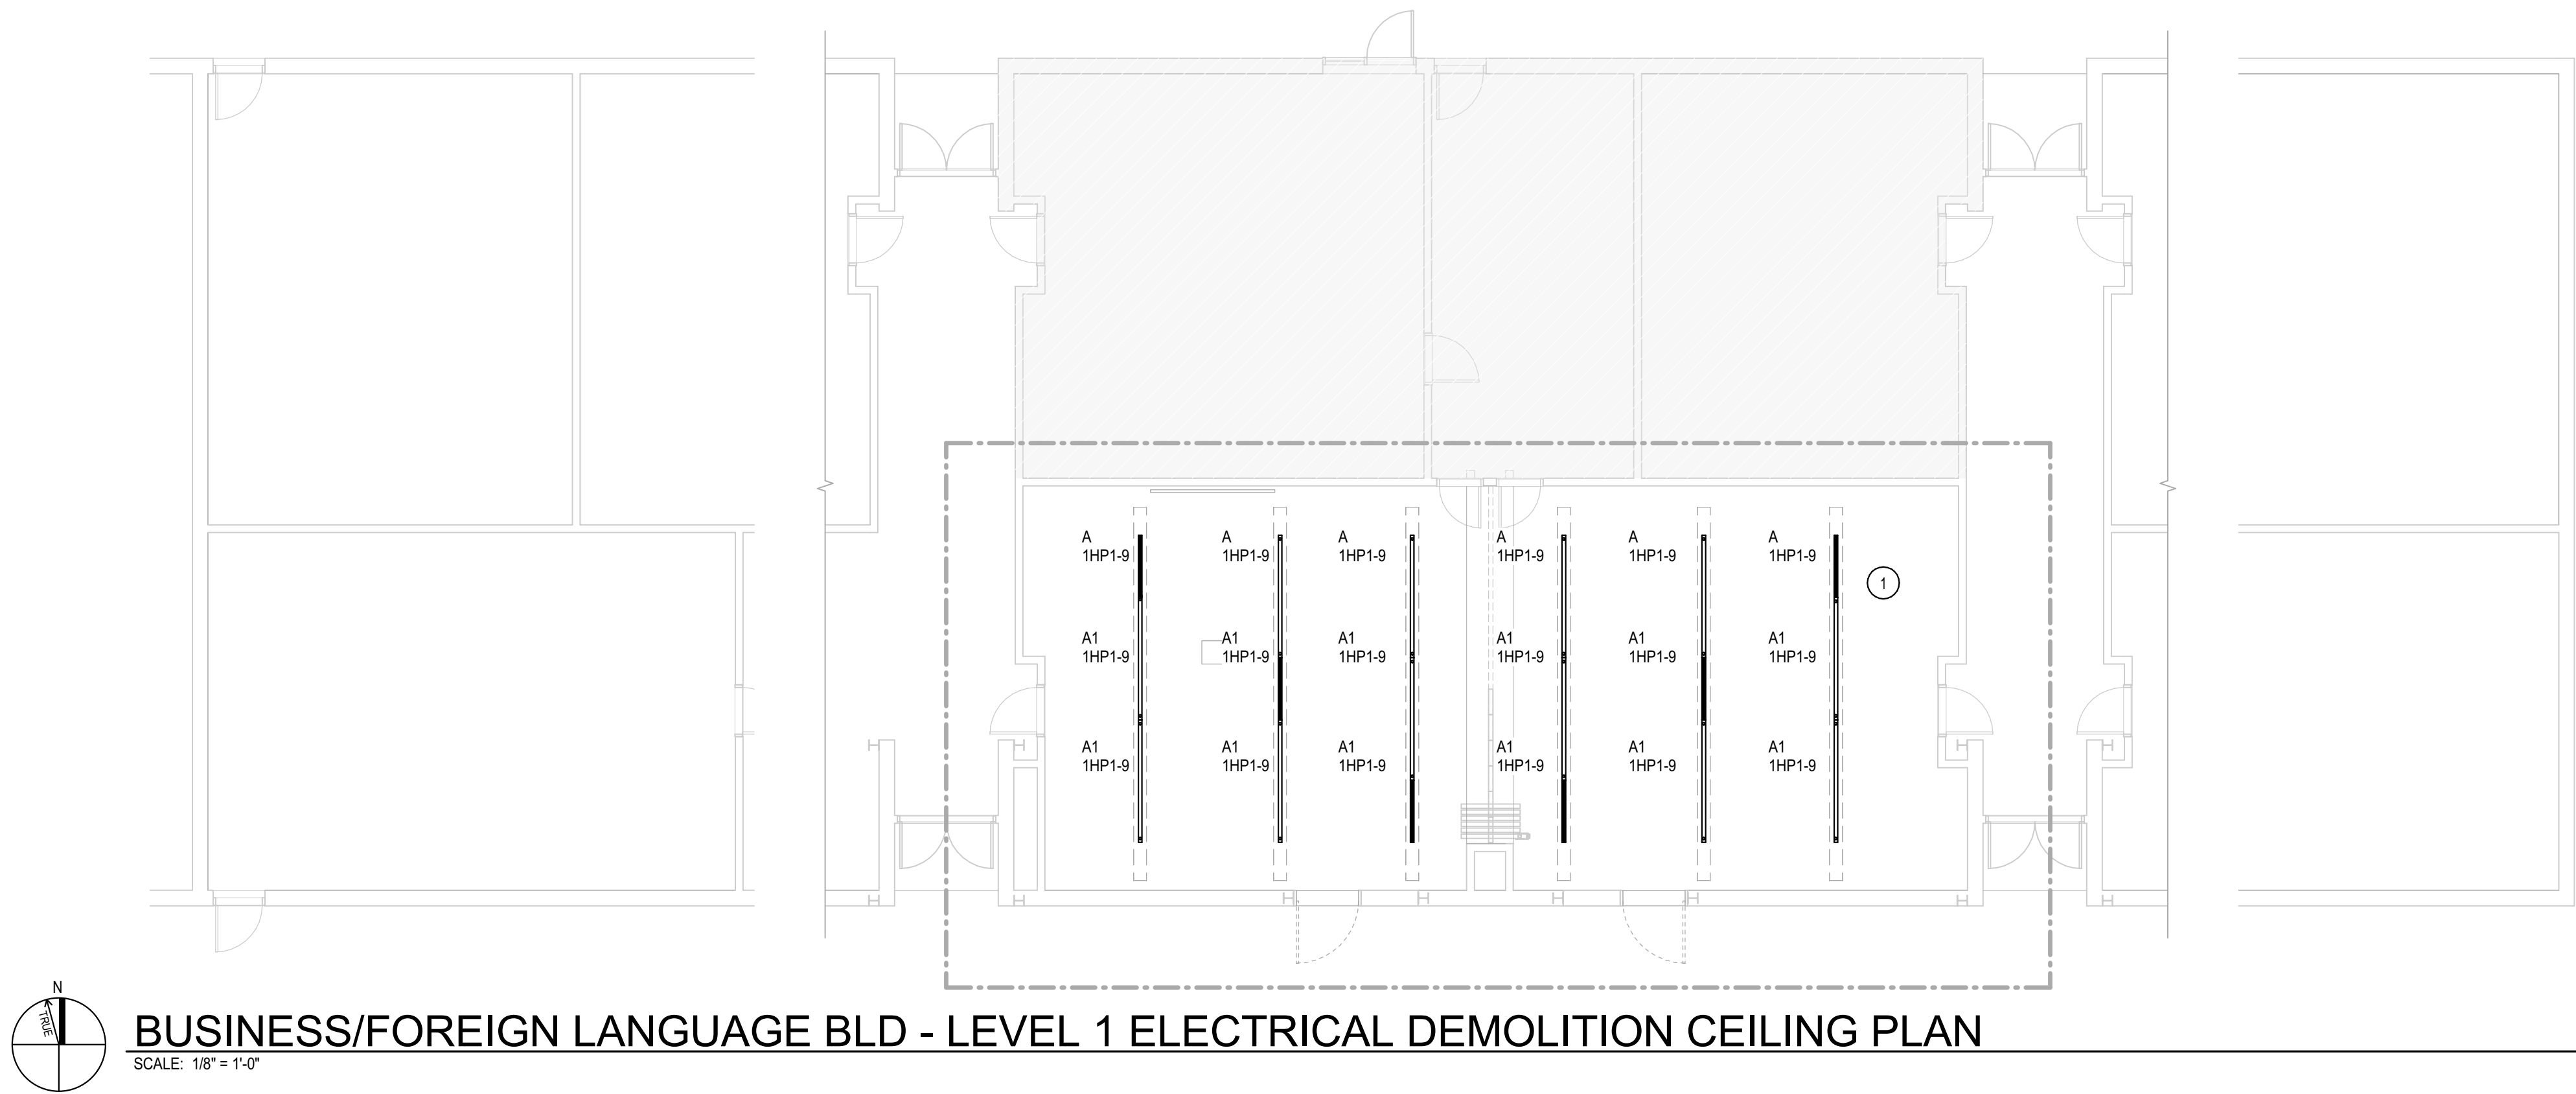 A A A A A A
1HP1-9 1HP1-9 1HP1-9 1HP1-9 1HP1-9 1HP1-9
1
A1 A1 A1 A1 A1 A1
1HP1-9 1HP1-9 1HP1-9 1HP1-9 1HP1-9 1HP1-9
A1 A1 A1 A1 A1 A1
1HP1-9 1HP1-9 1HP1-9 1HP1-9 1HP1-9 1HP1-9
N
TRUE
BUSINESS/FOREIGN LANGUAGE BLD - LEVEL 1 ELECTRICAL DEMOLITION CEILING PLAN
SCALE: 1/8" = 1'-0"